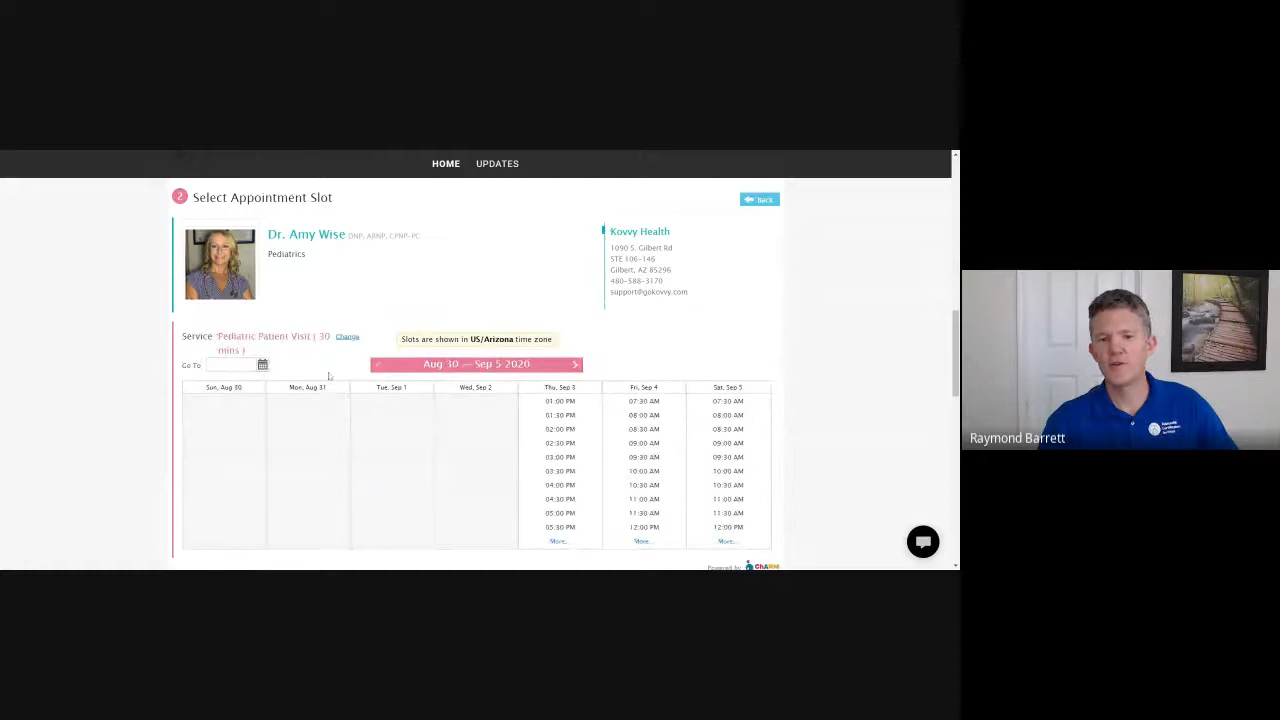 HOME UPDATES
2 Select Appointment Slot
Back
Dr. Amy Wise DNP, ARNP, CPNP-PC
Pediatrics
Kovvy Health
1090 S. Gilbert Rd
STE 106-146
Gilbert, AZ 85296
480-588-3170
support@gokovvy.com
Service Pediatric Patient Visit ( 30
mins )
Change
Slots are shown in US/Arizona time zone
Go To
Aug 30 — Sep 5 2020
Sun, Aug 30 Mon, Aug 31 Tue, Sep 1 Wed, Sep 2 Thu, Sep 3 Fri, Sep 4 Sat, Sep 5
01:00 PM 07:30 AM 07:30 AM
01:30 PM 08:00 AM 08:00 AM
02:00 PM 08:30 AM 08:30 AM
02:30 PM 09:00 AM 09:00 AM
03:00 PM 09:30 AM 09:30 AM
03:30 PM 10:00 AM 10:00 AM
04:00 PM 10:30 AM 10:30 AM
04:30 PM 11:00 AM 11:00 AM
05:00 PM 11:30 AM 11:30 AM
05:30 PM 12:00 PM 12:00 PM
More... More... More...
Powered by ChARM
Raymond Barrett